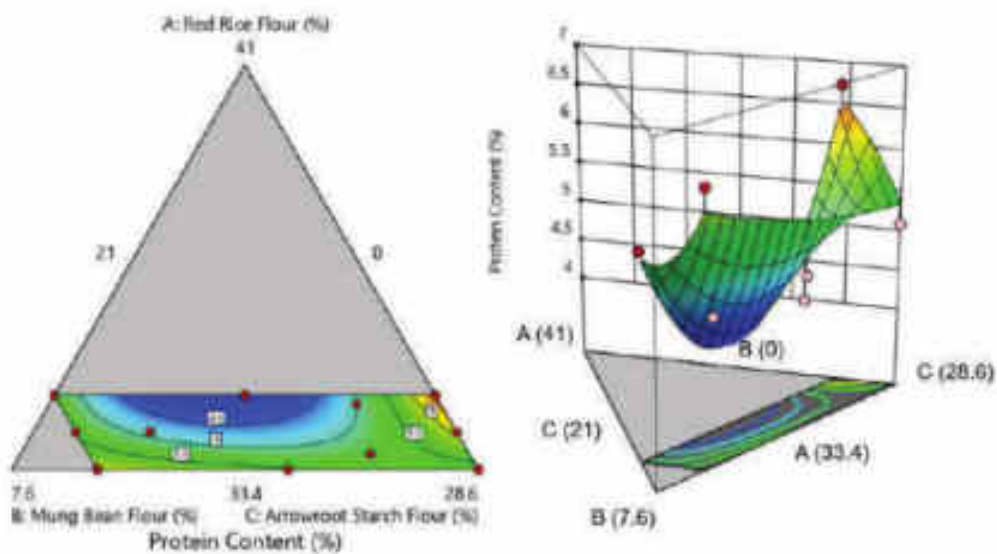 A: Red Rice Flour (%)
41
21
0
7.6
33.4
28.6
B: Mung Bean Flour (%)
C: Arrowroot Starch Flour (%)
Protein Content (%)
7
6.5
6
5.5
5
4.5
4
Protein Content (%)
A (41)
B (0)
C (28.6)
C (21)
A (33.4)
B (7.6)